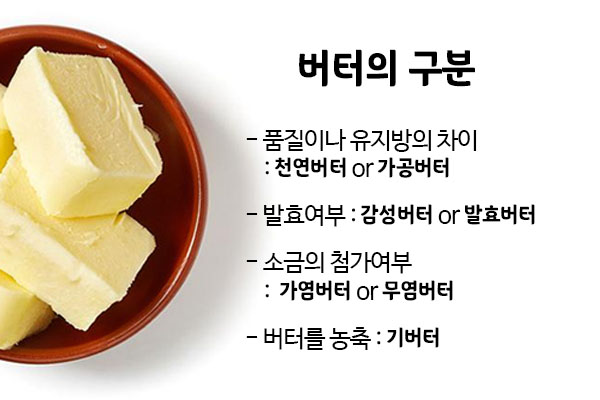 버터의 구분
- 품질이나 유지방의 차이
: 천연버터 or 가공버터
- 발효여부 : 감성버터 or 발효버터
- 소금의 첨가여부
: 가염버터 or 무염버터
- 버터를 농축 : 기버터